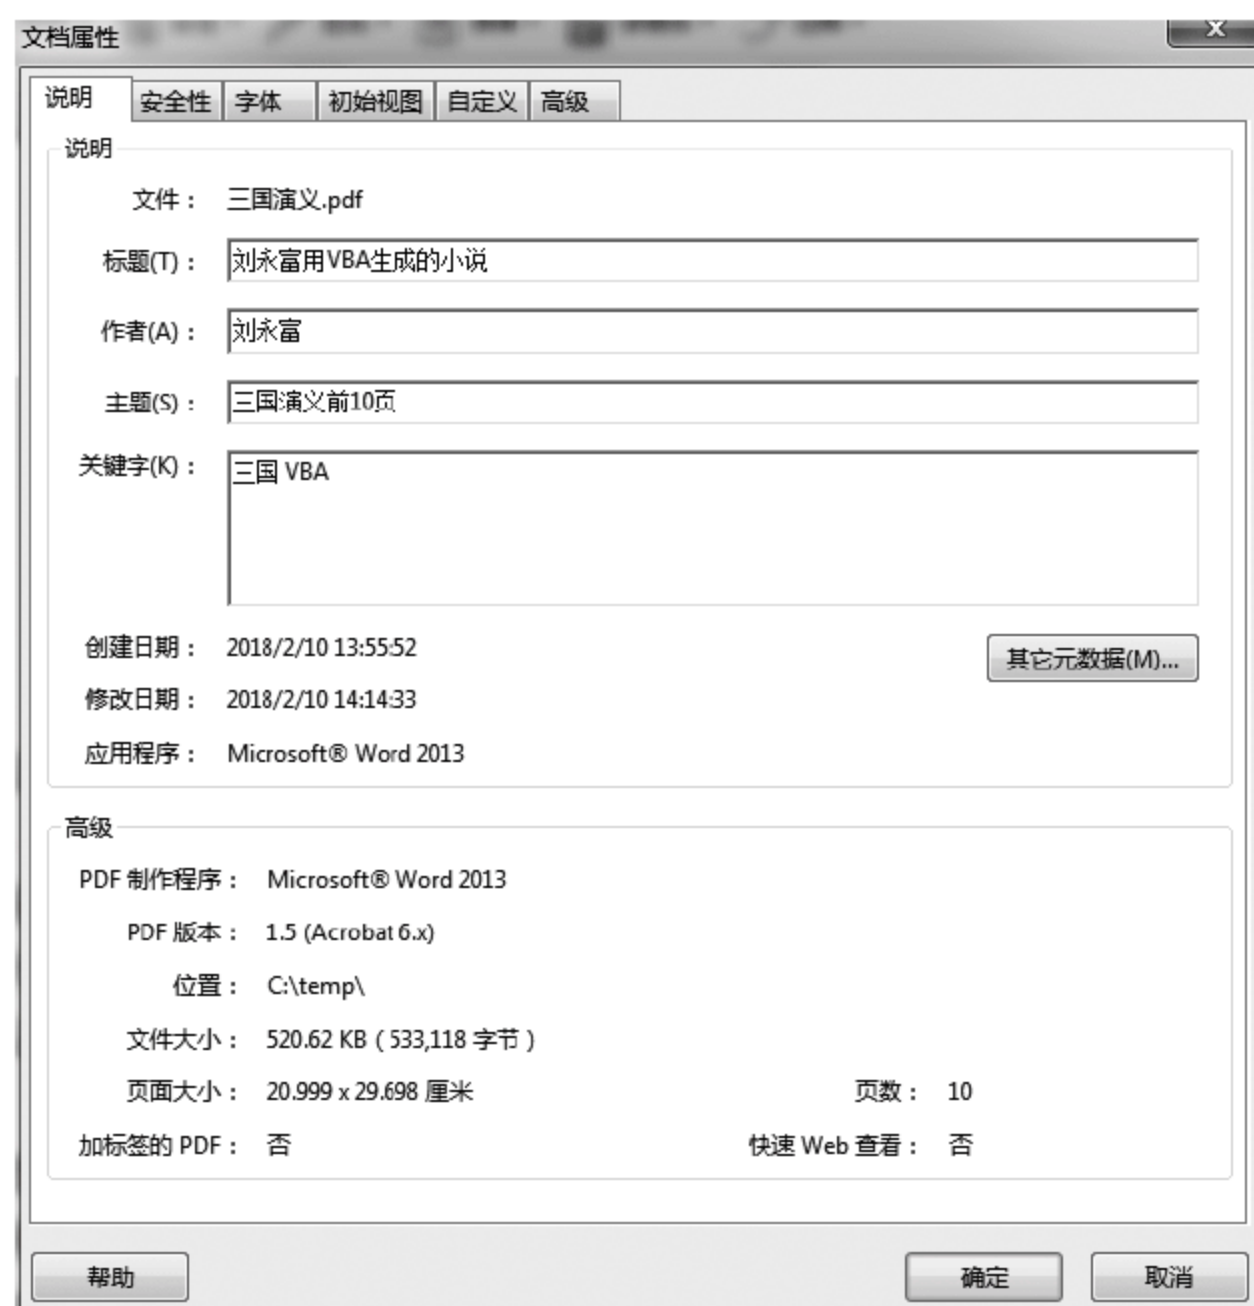 文档属性
X
说明 安全性 字体 初始视图 自定义 高级
说明
文件： 三国演义.pdf
标题(T)： 刘永富用VBA生成的小说
作者(A)： 刘永富
主题(S)： 三国演义前10页
关键字(K)： 三国 VBA
创建日期： 2018/2/10 13:55:52
其它元数据(M)...
修改日期： 2018/2/10 14:14:33
应用程序： Microsoft® Word 2013
高级
PDF 制作程序： Microsoft® Word 2013
PDF 版本： 1.5 (Acrobat 6.x)
位置： C:\temp\
文件大小： 520.62 KB（533,118 字节）
页面大小： 20.999 x 29.698 厘米 页数： 10
加标签的 PDF： 否 快速 Web 查看： 否
帮助 确定 取消